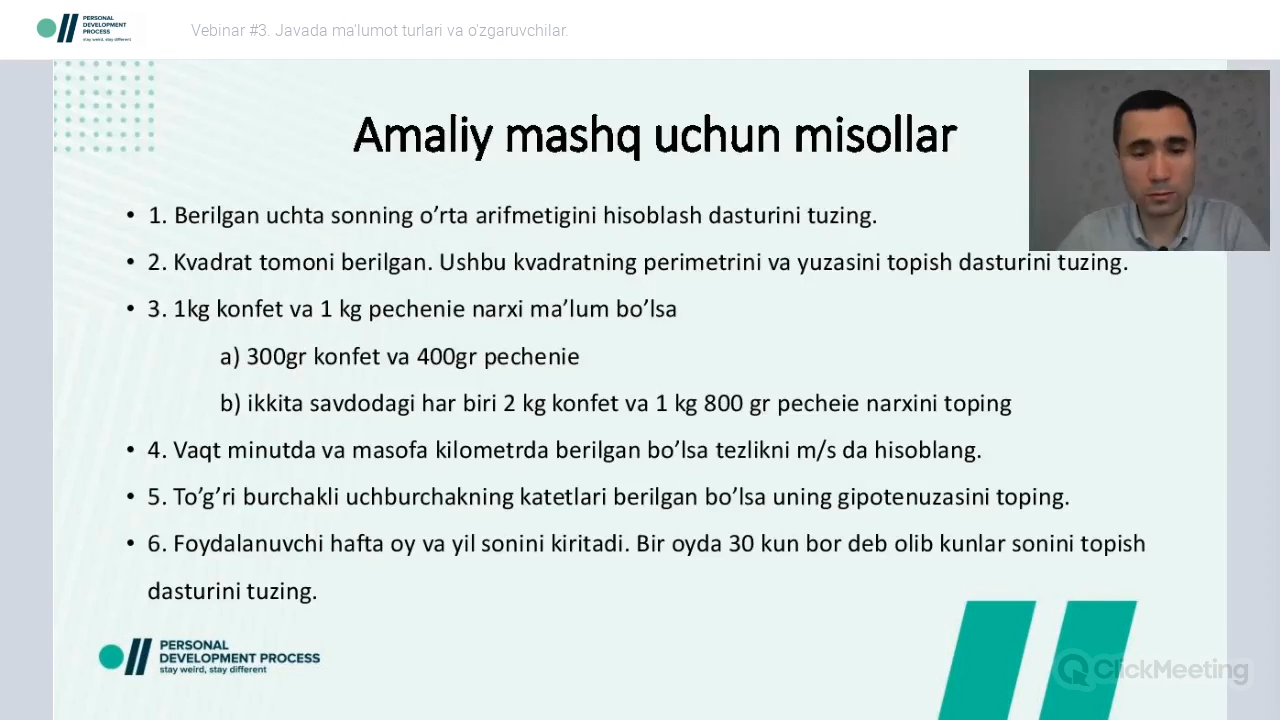 PERSONAL
DEVELOPMENT
PROCESS
stay weird, stay different
Vebinar #3. Javada ma'lumot turlari va o'zgaruvchilar.
Amaliy mashq uchun misollar
• 1. Berilgan uchta sonning o’rta arifmetigini hisoblash dasturini tuzing.
• 2. Kvadrat tomoni berilgan. Ushbu kvadratning perimetrini va yuzasini topish dasturini tuzing.
• 3. 1kg konfet va 1 kg pechenie narxi ma’lum bo’lsa
a) 300gr konfet va 400gr pechenie
b) ikkita savdodagi har biri 2 kg konfet va 1 kg 800 gr pecheie narxini toping
• 4. Vaqt minutda va masofa kilometrda berilgan bo’lsa tezlikni m/s da hisoblang.
• 5. To’g’ri burchakli uchburchakning katetlari berilgan bo’lsa uning gipotenuzasini toping.
• 6. Foydalanuvchi hafta oy va yil sonini kiritadi. Bir oyda 30 kun bor deb olib kunlar sonini topish
dasturini tuzing.
PERSONAL
DEVELOPMENT PROCESS
stay weird, stay different
ClickMeeting